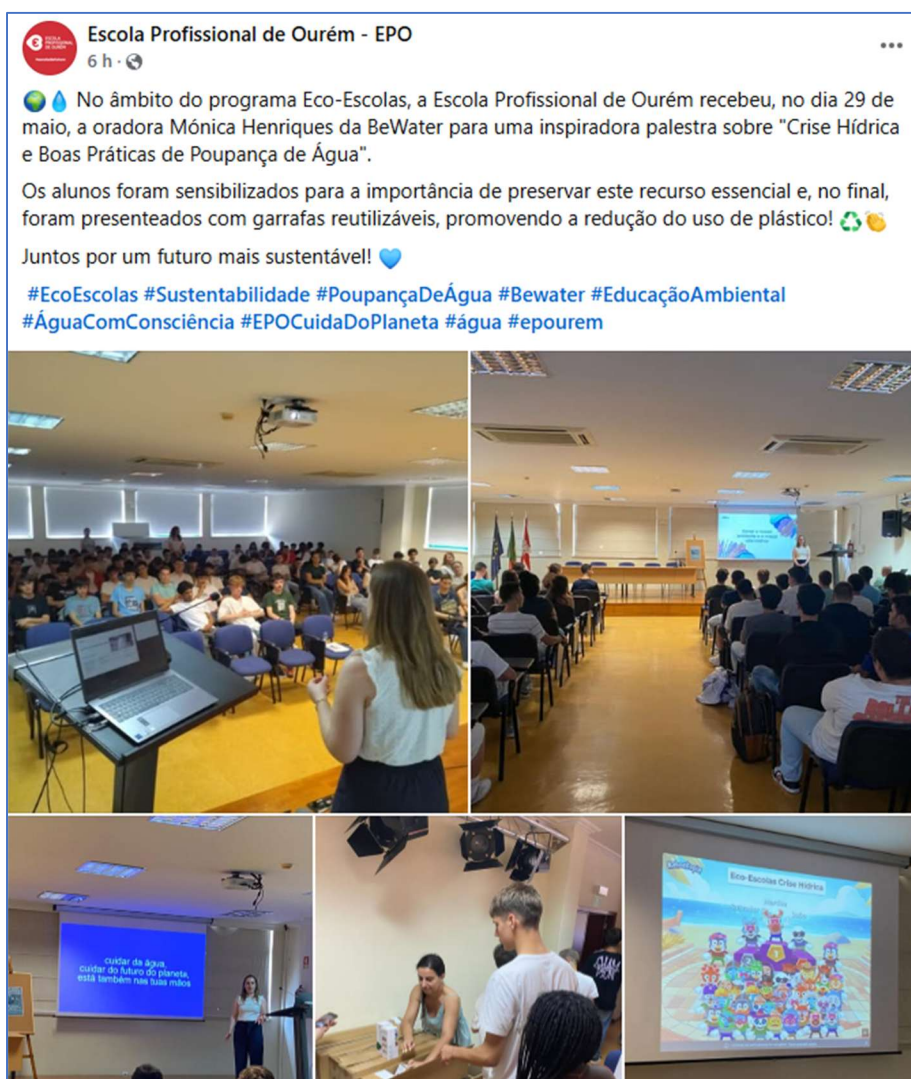 Escola Profissional de Ourém - EPO
6 h ·
No âmbito do programa Eco-Escolas, a Escola Profissional de Ourém recebeu, no dia 29 de
maio, a oradora Mónica Henriques da BeWater para uma inspiradora palestra sobre "Crise Hídrica
e Boas Práticas de Poupança de Água".
Os alunos foram sensibilizados para a importância de preservar este recurso essencial e, no final,
foram presenteados com garrafas reutilizáveis, promovendo a redução do uso de plástico!
Juntos por um futuro mais sustentável!
#EcoEscolas #Sustentabilidade #PoupançaDeÁgua #Bewater #EducaçãoAmbiental
#ÁguaComConsciência #EPOCuidaDoPlaneta #água #epourem
cuidar da água,
cuidar do futuro do planeta,
está também nas tuas mãos
Eco-Escolas Crise Hídrica